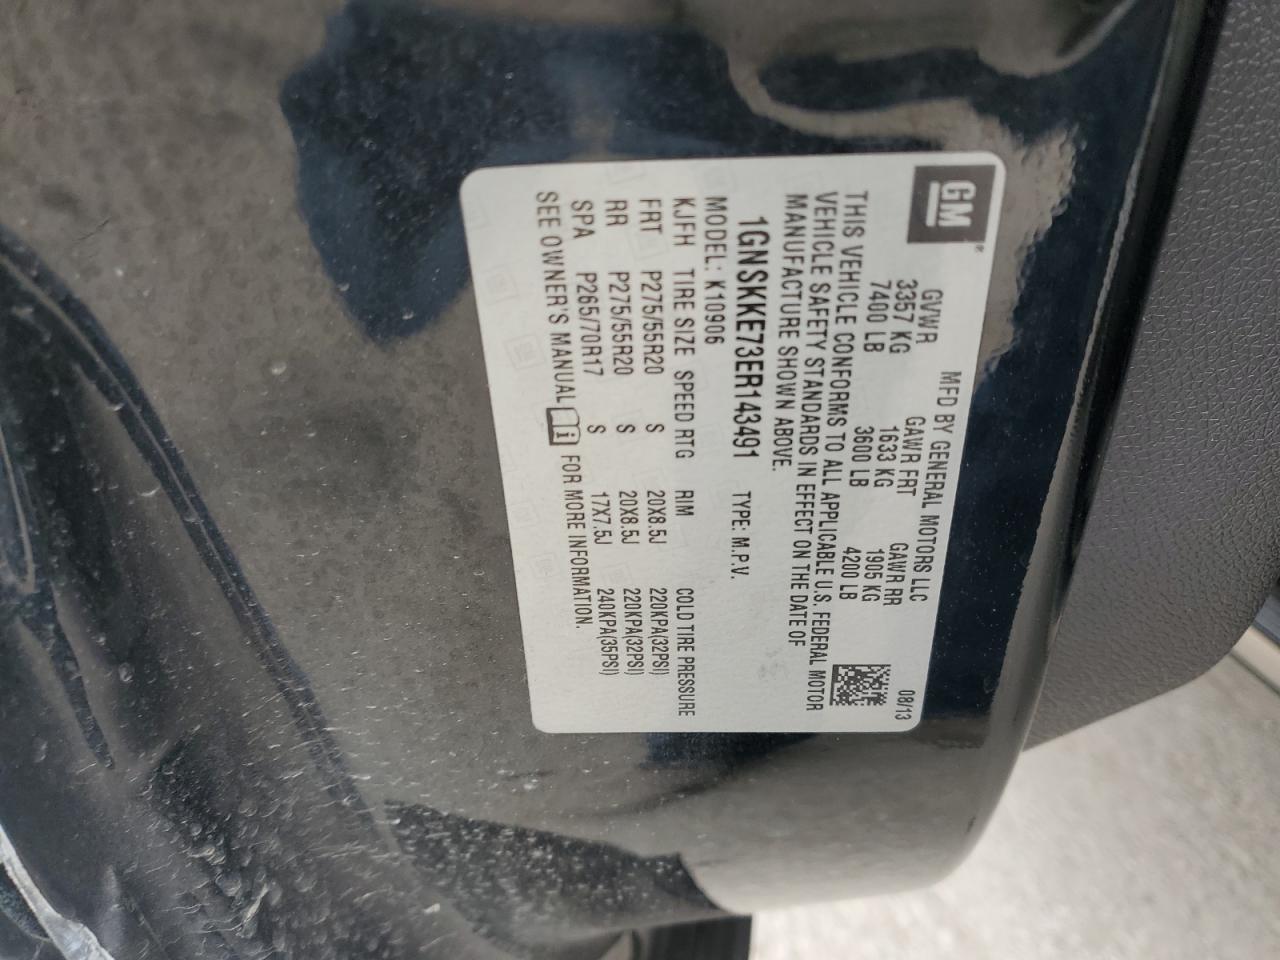 GM®
MFD BY GENERAL MOTORS LLC 08/13
GVWR GAWR FRT GAWR RR
3357 KG 1633 KG 1905 KG
7400 LB 3600 LB 4200 LB
THIS VEHICLE CONFORMS TO ALL APPLICABLE U.S. FEDERAL MOTOR
VEHICLE SAFETY STANDARDS IN EFFECT ON THE DATE OF
MANUFACTURE SHOWN ABOVE.
1GNSKKE73ER143491 TYPE: M.P.V.
MODEL: K10906
KJFH TIRE SIZE SPEED RTG RIM COLD TIRE PRESSURE
FRT P275/55R20 S 20X8.5J 220KPA(32PSI)
RR P275/55R20 S 20X8.5J 220KPA(32PSI)
SPA P265/70R17 S 17X7.5J 240KPA(35PSI)
SEE OWNER'S MANUAL i FOR MORE INFORMATION.